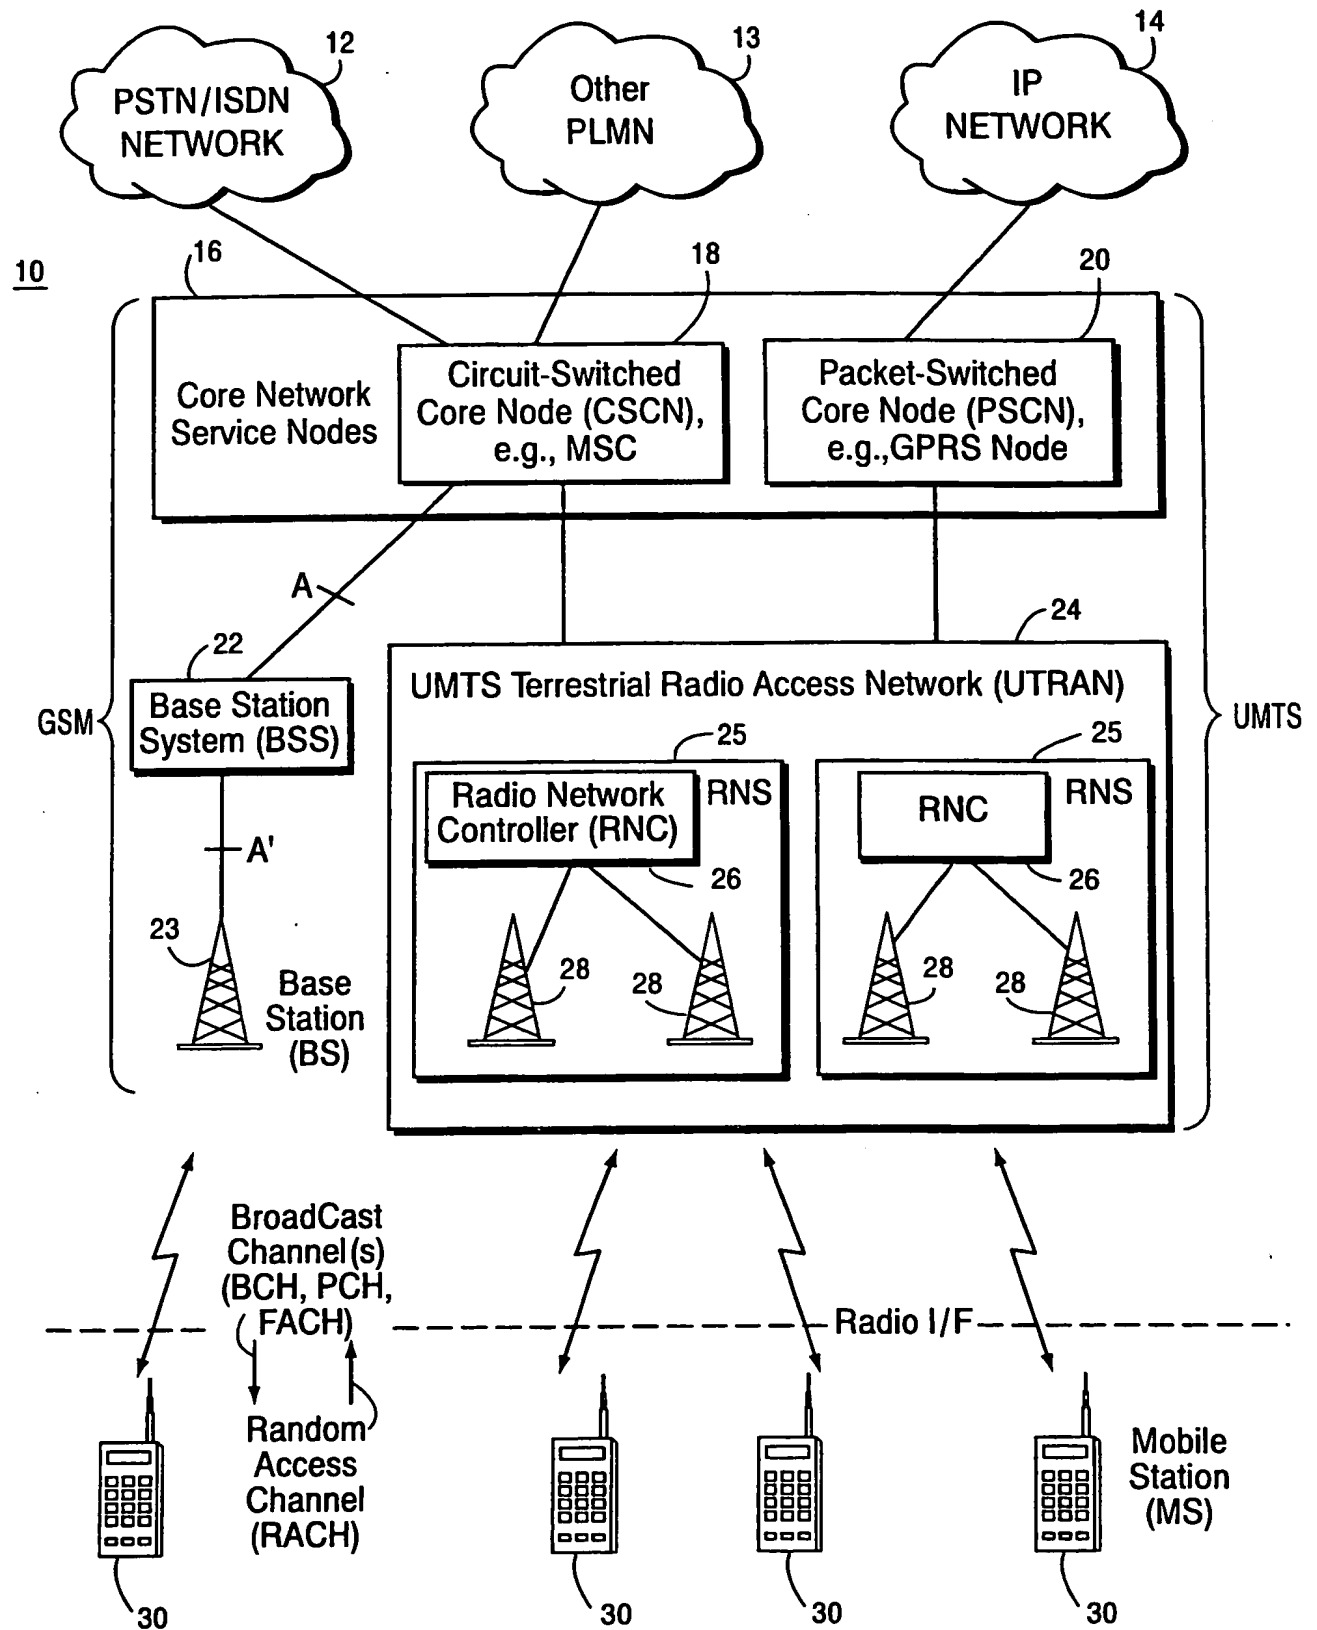 12
13
14
PSTN/ISDN
NETWORK
Other
PLMN
IP
NETWORK
10
16
18
20
Core Network
Service Nodes
Circuit-Switched
Core Node (CSCN),
e.g., MSC
Packet-Switched
Core Node (PSCN),
e.g.,GPRS Node
A
22
24
GSM
Base Station
System (BSS)
UMTS Terrestrial Radio Access Network (UTRAN)
UMTS
25
25
Radio Network
Controller (RNC)
RNS
RNC
RNS
A'
26
26
23
28
28
28
28
Base
Station
(BS)
BroadCast
Channel(s)
(BCH, PCH,
FACH)
Radio I/F
Random
Access
Channel
(RACH)
Mobile
Station
(MS)
30
30
30
30